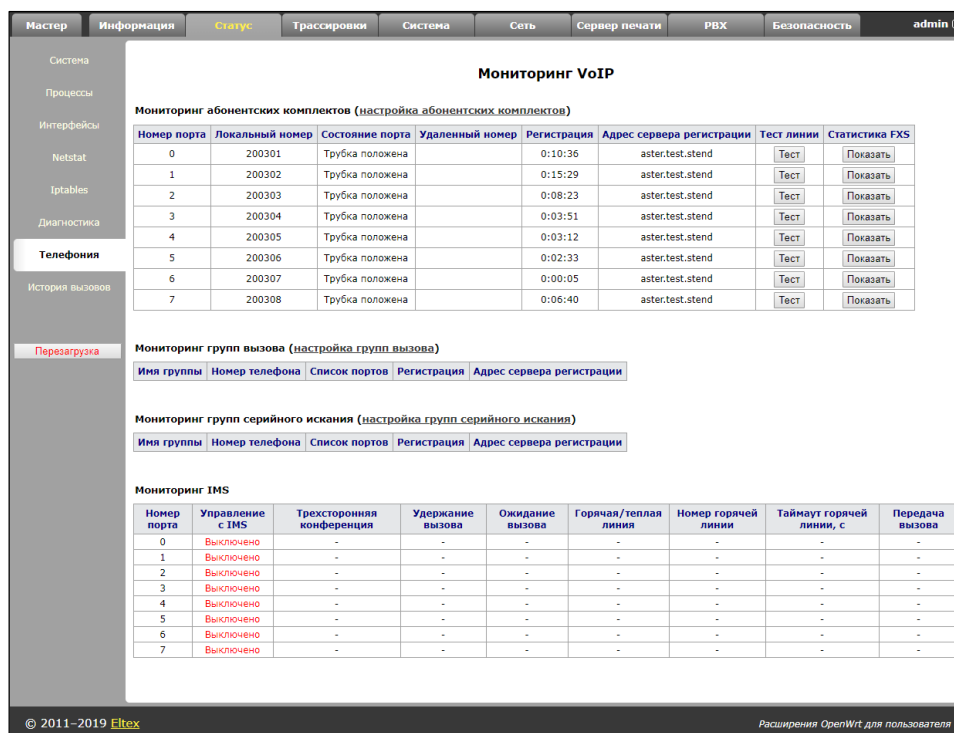 Мастер Информация Статус Трассировки Система Сеть Сервер печати PBX Безопасность admin (
Система
Процессы
Интерфейсы
Netstat
Iptables
Диагностика
Телефония
История вызовов
Перезагрузка
Мониторинг VoIP
Мониторинг абонентских комплектов (настройка абонентских комплектов)
Номер порта Локальный номер Состояние порта Удаленный номер Регистрация Адрес сервера регистрации Тест линии Статистика FXS
0 200301 Трубка положена 0:10:36 aster.test.stend Тест Показать
1 200302 Трубка положена 0:15:29 aster.test.stend Тест Показать
2 200303 Трубка положена 0:08:23 aster.test.stend Тест Показать
3 200304 Трубка положена 0:03:51 aster.test.stend Тест Показать
4 200305 Трубка положена 0:03:12 aster.test.stend Тест Показать
5 200306 Трубка положена 0:02:33 aster.test.stend Тест Показать
6 200307 Трубка положена 0:00:05 aster.test.stend Тест Показать
7 200308 Трубка положена 0:06:40 aster.test.stend Тест Показать
Мониторинг групп вызова (настройка групп вызова)
Имя группы Номер телефона Список портов Регистрация Адрес сервера регистрации
Мониторинг групп серийного искания (настройка групп серийного искания)
Имя группы Номер телефона Список портов Регистрация Адрес сервера регистрации
Мониторинг IMS
Номер порта Управление с IMS Трехсторонняя конференция Удержание вызова Ожидание вызова Горячая/теплая линия Номер горячей линии Таймаут горячей линии, с Передача вызова
0 Выключено - - - - - - -
1 Выключено - - - - - - -
2 Выключено - - - - - - -
3 Выключено - - - - - - -
4 Выключено - - - - - - -
5 Выключено - - - - - - -
6 Выключено - - - - - - -
7 Выключено - - - - - - -
© 2011–2019 Eltex
Расширения OpenWrt для пользователя